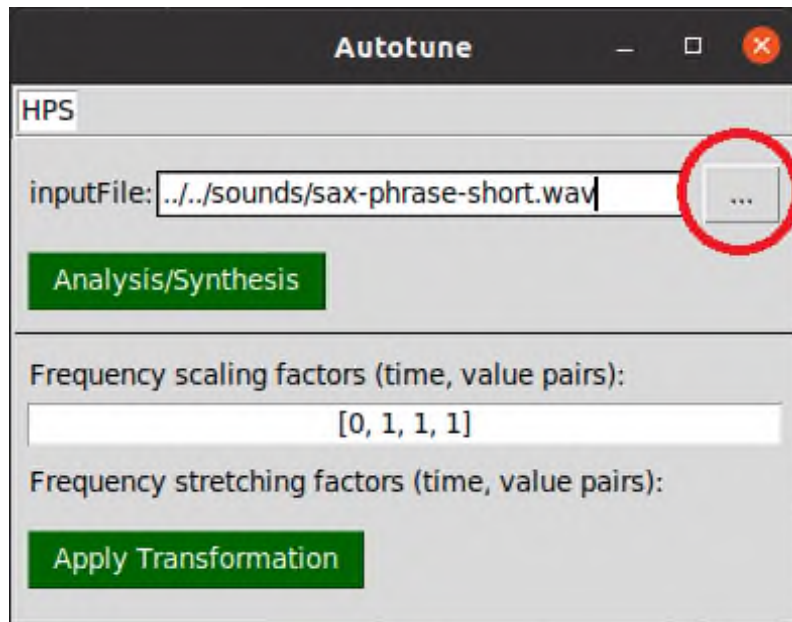 Autotune
HPS
inputFile: ../../sounds/sax-phrase-short.wav ...
Analysis/Synthesis
Frequency scaling factors (time, value pairs):
[0, 1, 1, 1]
Frequency stretching factors (time, value pairs):
Apply Transformation